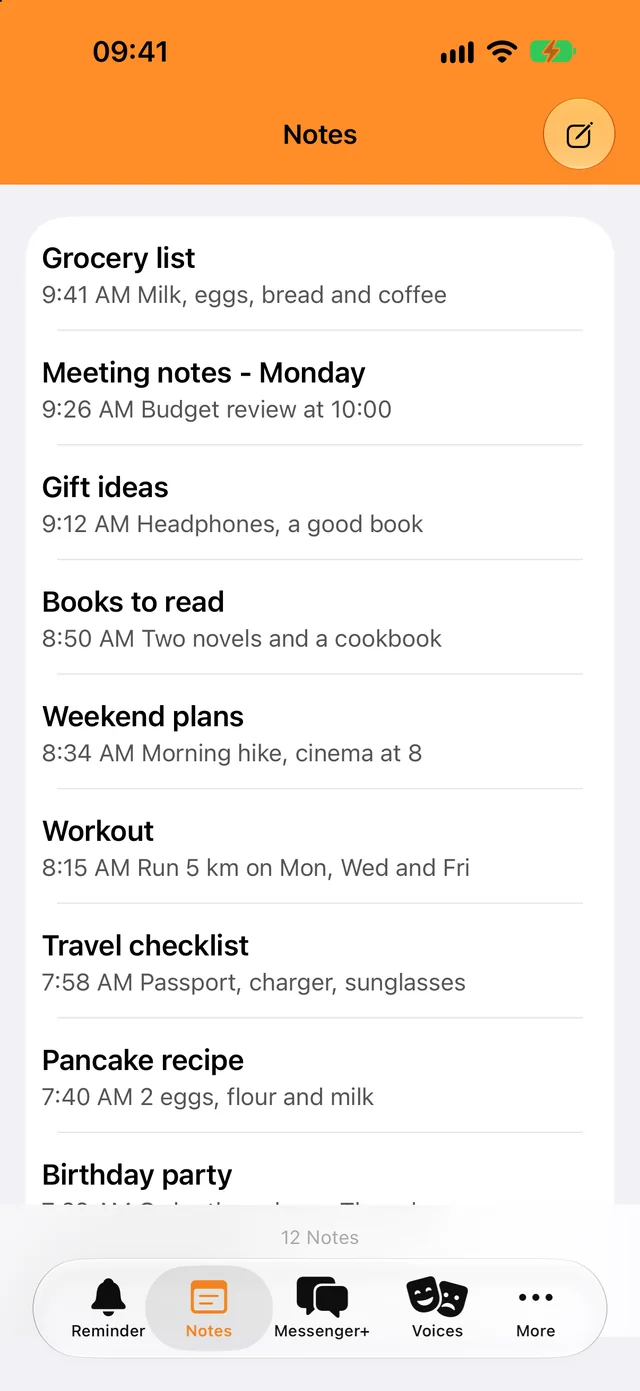 09:41
Notes
Grocery list
9:41 AM Milk, eggs, bread and coffee
Meeting notes - Monday
9:26 AM Budget review at 10:00
Gift ideas
9:12 AM Headphones, a good book
Books to read
8:50 AM Two novels and a cookbook
Weekend plans
8:34 AM Morning hike, cinema at 8
Workout
8:15 AM Run 5 km on Mon, Wed and Fri
Travel checklist
7:58 AM Passport, charger, sunglasses
Pancake recipe
7:40 AM 2 eggs, flour and milk
Birthday party
12 Notes
Reminder Notes Messenger+ Voices More